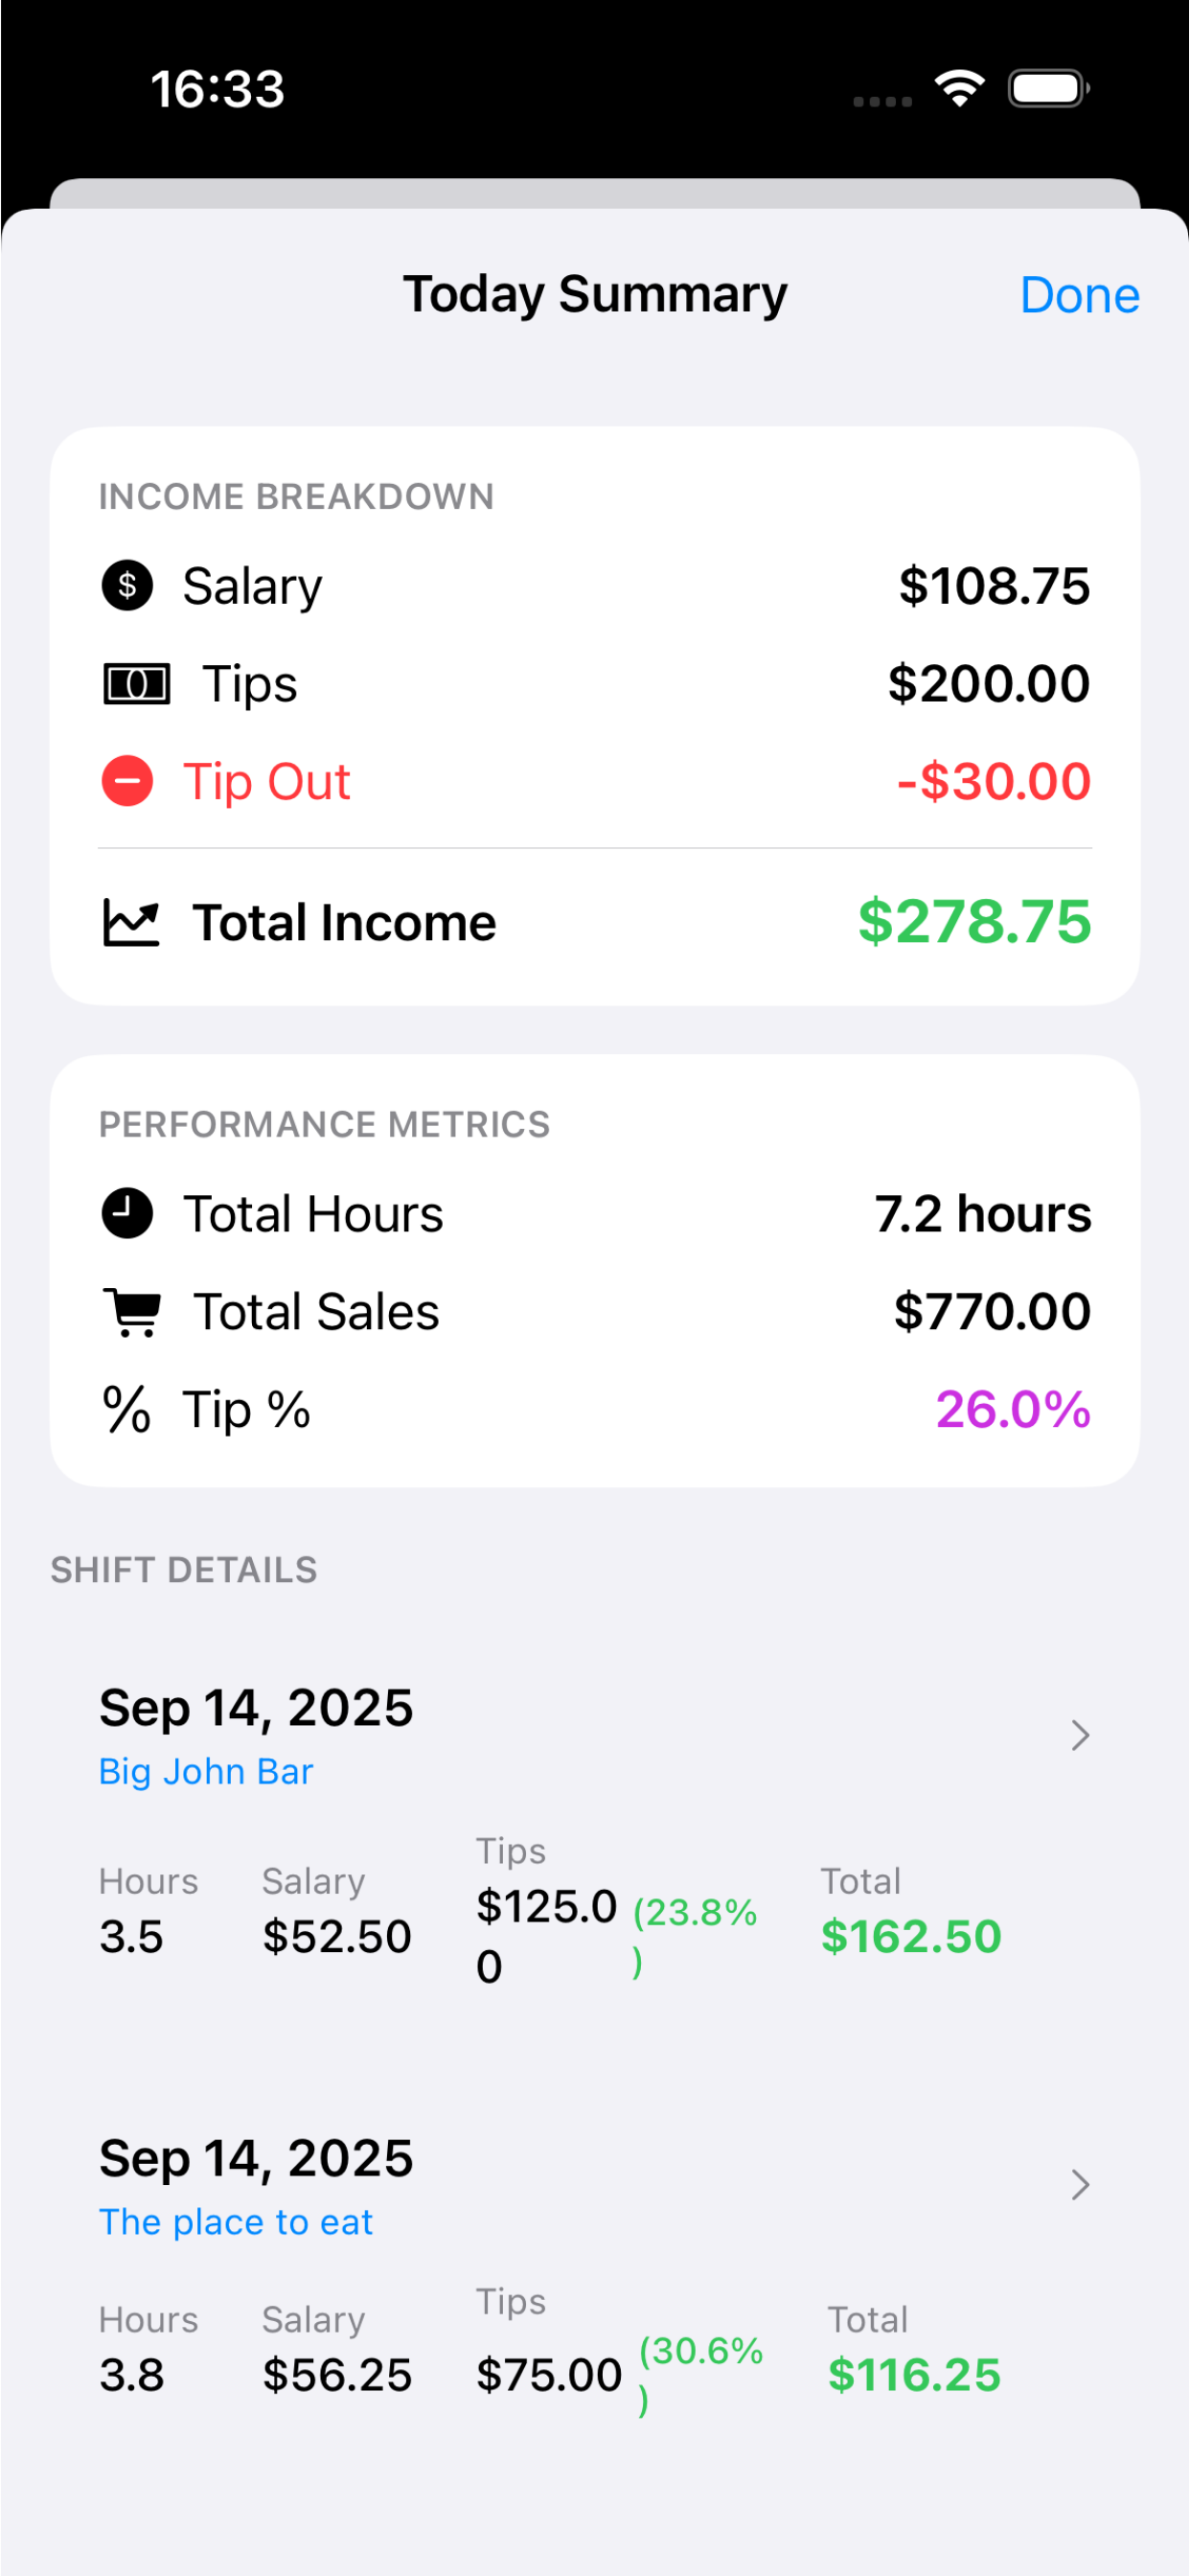 16:33
Today Summary
Done
INCOME BREAKDOWN
$ Salary $108.75
Tips $200.00
Tip Out -$30.00
Total Income $278.75
PERFORMANCE METRICS
Total Hours 7.2 hours
Total Sales $770.00
% Tip % 26.0%
SHIFT DETAILS
Sep 14, 2025
Big John Bar
Hours Salary Tips Total
3.5 $52.50 $125.0 (23.8% $162.50
0 )
Sep 14, 2025
The place to eat
Hours Salary Tips Total
3.8 $56.25 $75.00 (30.6% $116.25
)